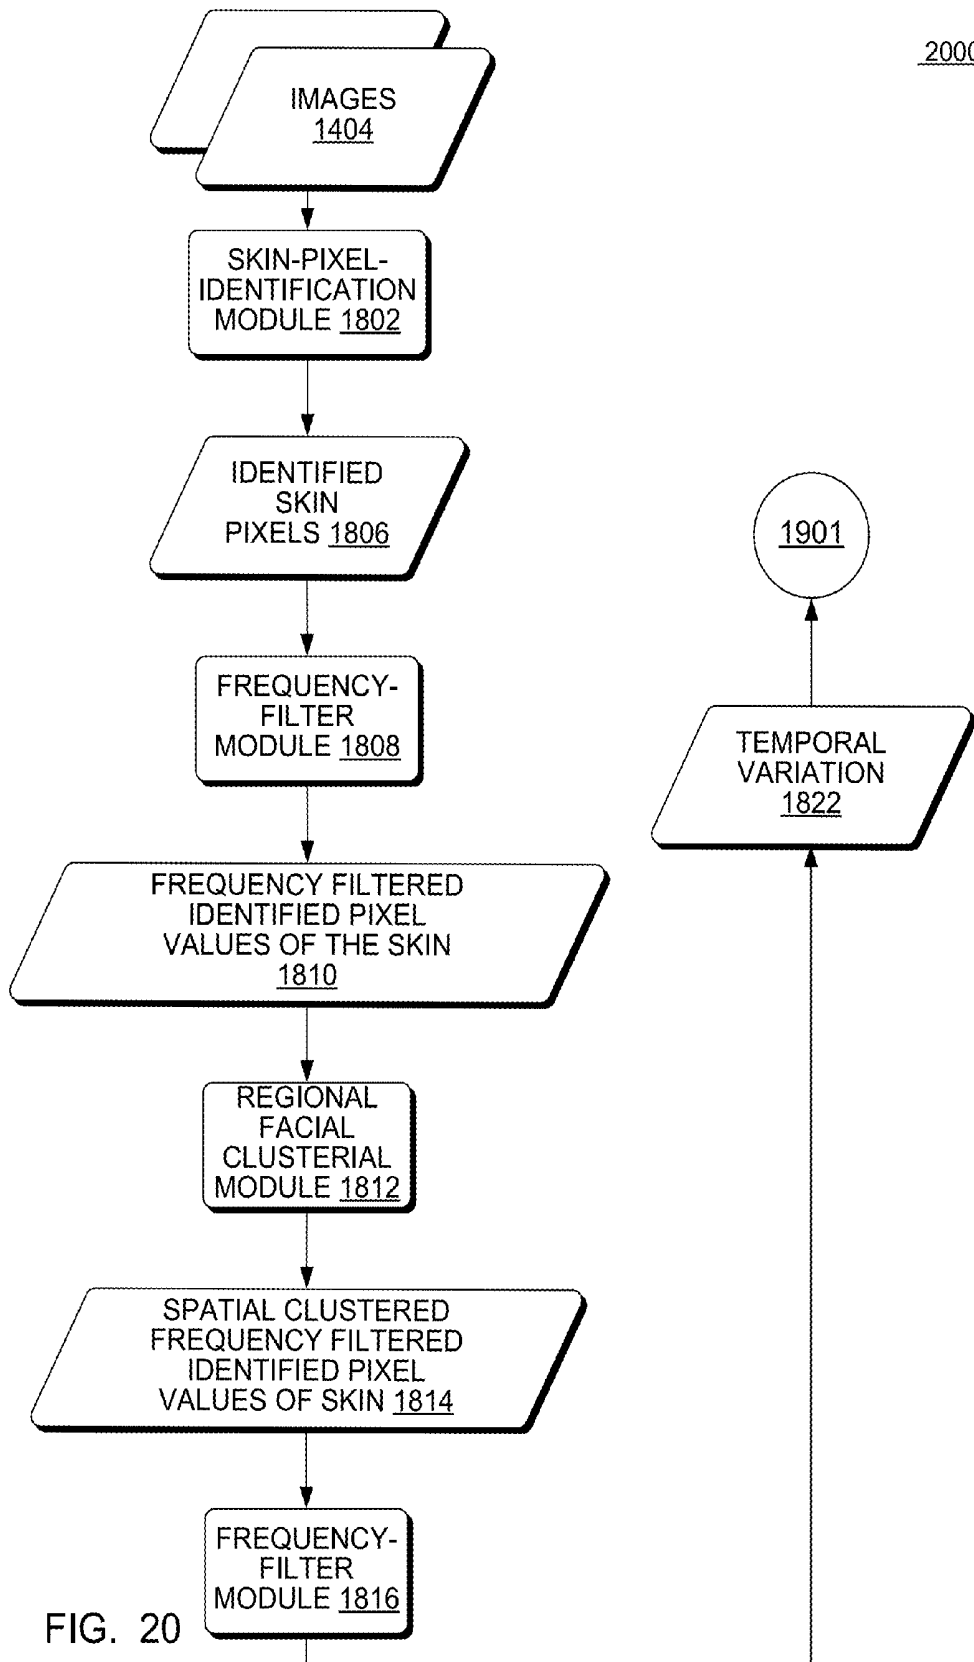 2000
IMAGES
1404
SKIN-PIXEL-
IDENTIFICATION
MODULE 1802
IDENTIFIED
SKIN
PIXELS 1806
FREQUENCY-
FILTER
MODULE 1808
FREQUENCY FILTERED
IDENTIFIED PIXEL
VALUES OF THE SKIN
1810
REGIONAL
FACIAL
CLUSTERIAL
MODULE 1812
SPATIAL CLUSTERED
FREQUENCY FILTERED
IDENTIFIED PIXEL
VALUES OF SKIN 1814
FREQUENCY-
FILTER
MODULE 1816
1901
TEMPORAL
VARIATION
1822
FIG. 20